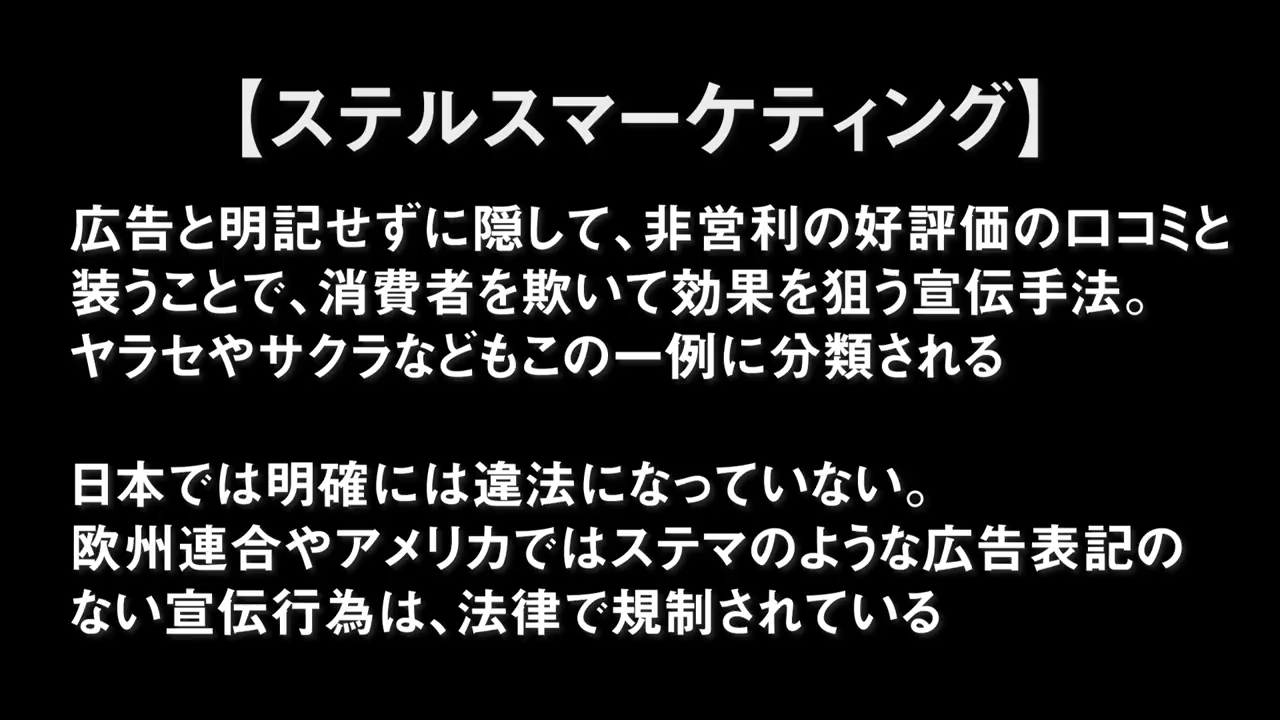 【ステルスマーケティング】
広告と明記せずに隠して、非営利の好評価の口コミと
装うことで、消費者を欺いて効果を狙う宣伝手法。
ヤラセやサクラなどもこの一例に分類される
日本では明確には違法になっていない。
欧州連合やアメリカではステマのような広告表記の
ない宣伝行為は、法律で規制されている